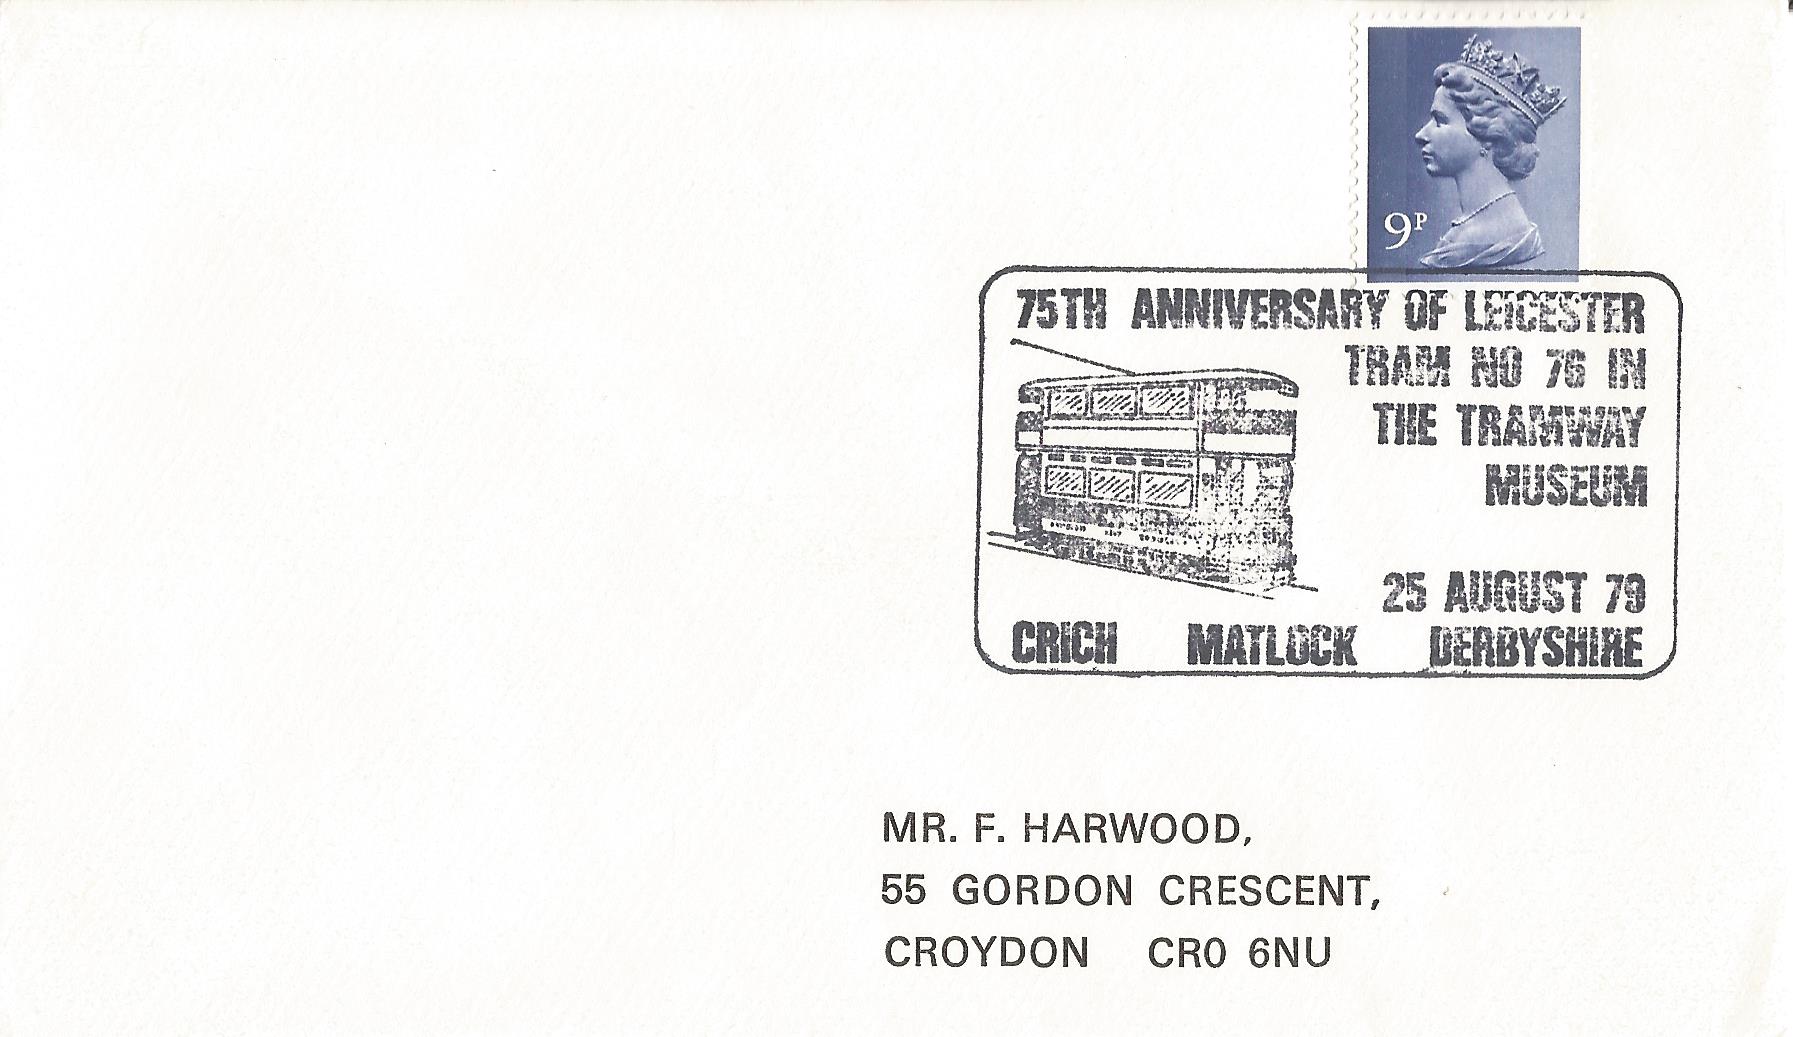 9P
75TH ANNIVERSARY OF LEICESTER
TRAM NO 76 IN
THE TRAMWAY
MUSEUM
25 AUGUST 79
CRICH MATLOCK DERBYSHIRE
MR. F. HARWOOD,
55 GORDON CRESCENT,
CROYDON CR0 6NU